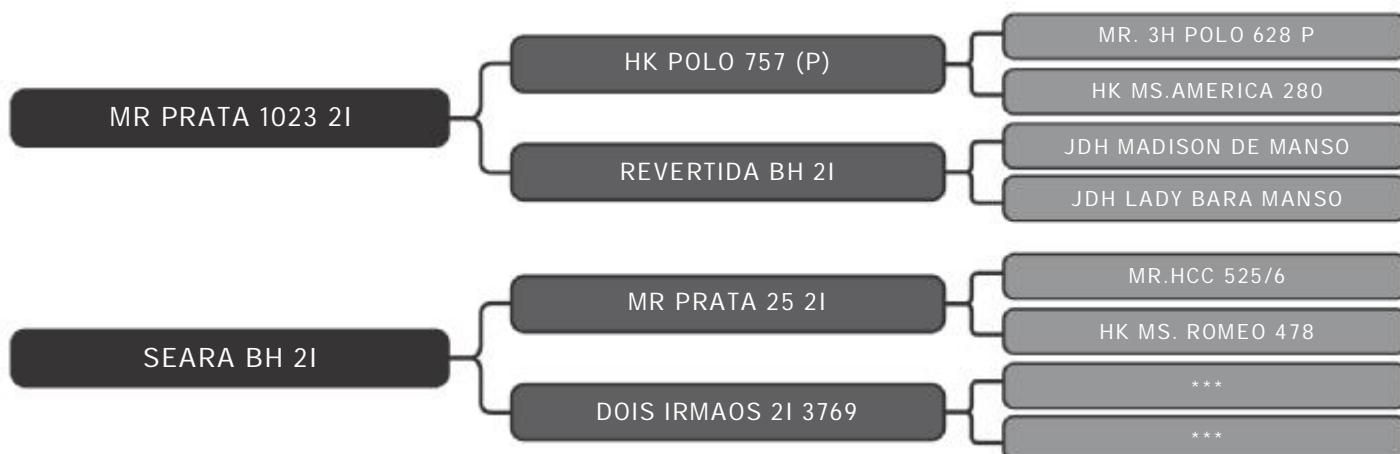 MR PRATA 1023 2I
HK POLO 757 (P)
MR. 3H POLO 628 P
HK MS.AMERICA 280
REVERTIDA BH 2I
JDH MADISON DE MANSO
JDH LADY BARA MANSO
SEARA BH 2I
MR PRATA 25 2I
MR.HCC 525/6
HK MS. ROMEO 478
DOIS IRMAOS 2I 3769
***
***